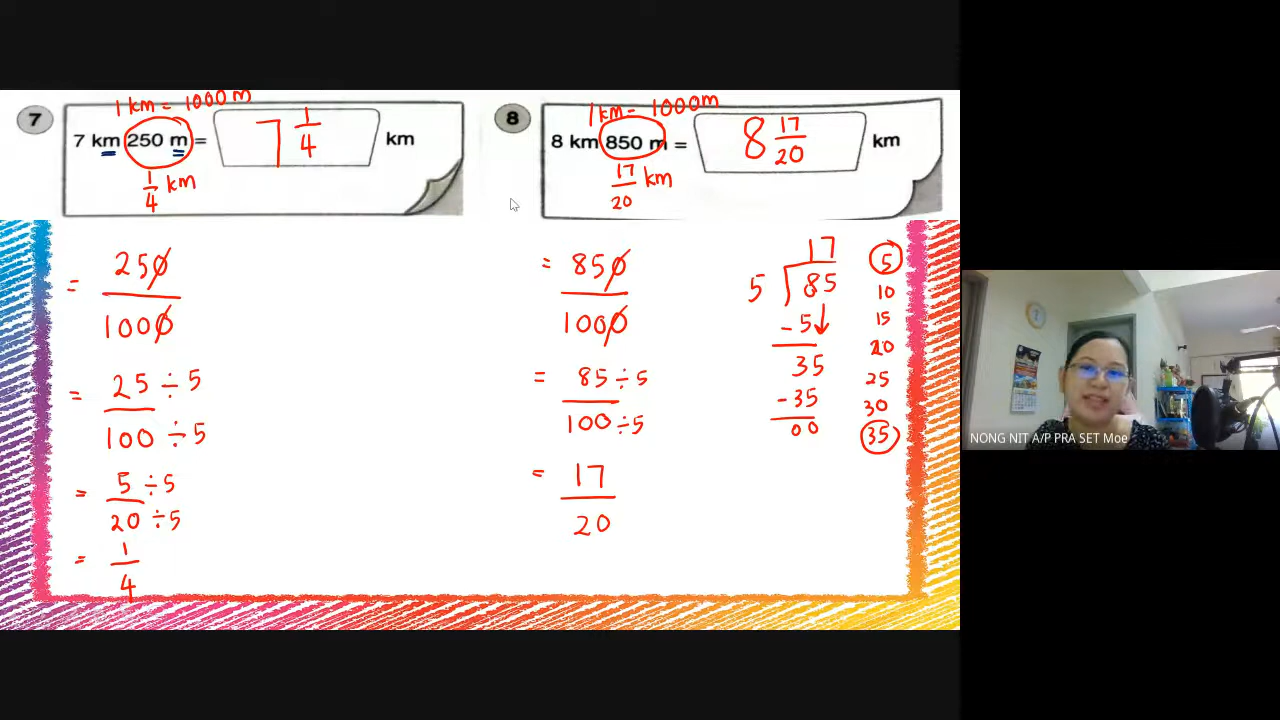 7
1 km = 1000 m
7 km 250 m = 7 1/4 km
1/4 km
= 250/1000
= 25 ÷ 5/100 ÷ 5
= 5 ÷ 5/20 ÷ 5
= 1/4
8
1 km = 1000 m
8 km 850 m = 8 17/20 km
17/20 km
= 850/1000
= 85 ÷ 5/100 ÷ 5
= 17/20
17
5 85
- 5
35
- 35
00
5
10
15
20
25
30
35
NONG NIT A/P PRA SET Moe